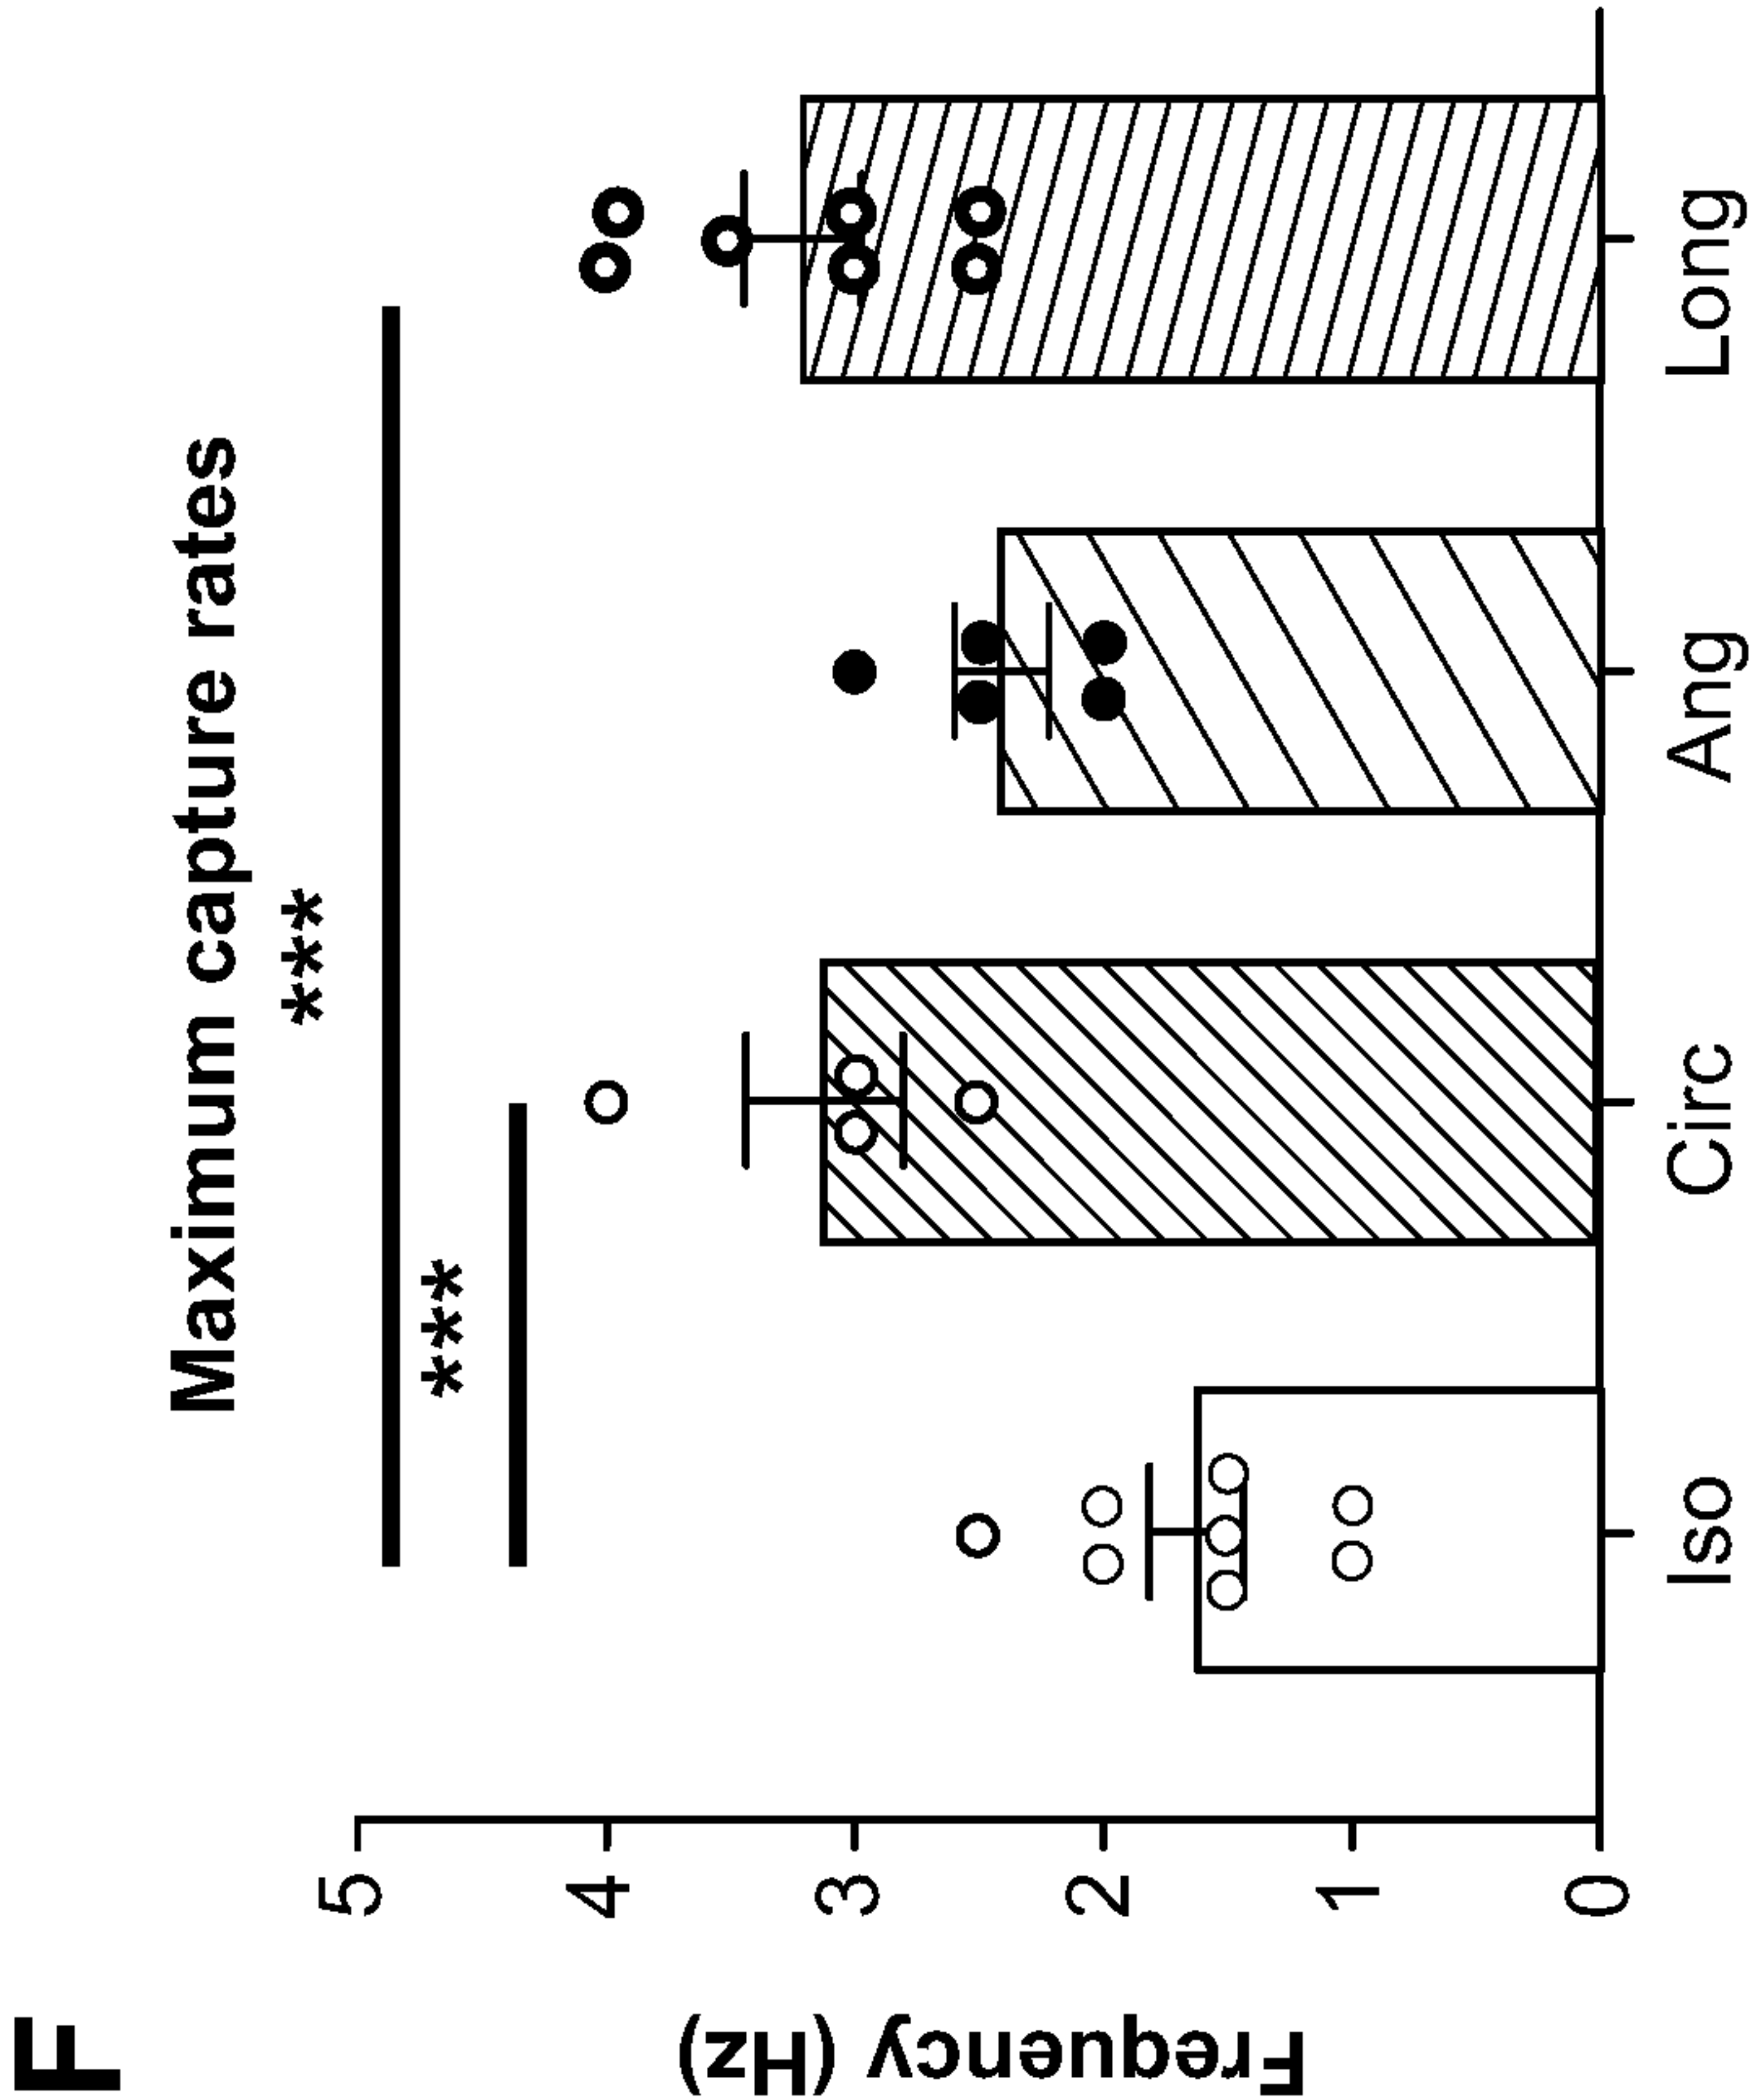 F
Maximum capture rates
***
***
Frequency (Hz)
5
4
3
2
1
0
Iso
Circ
Ang
Long